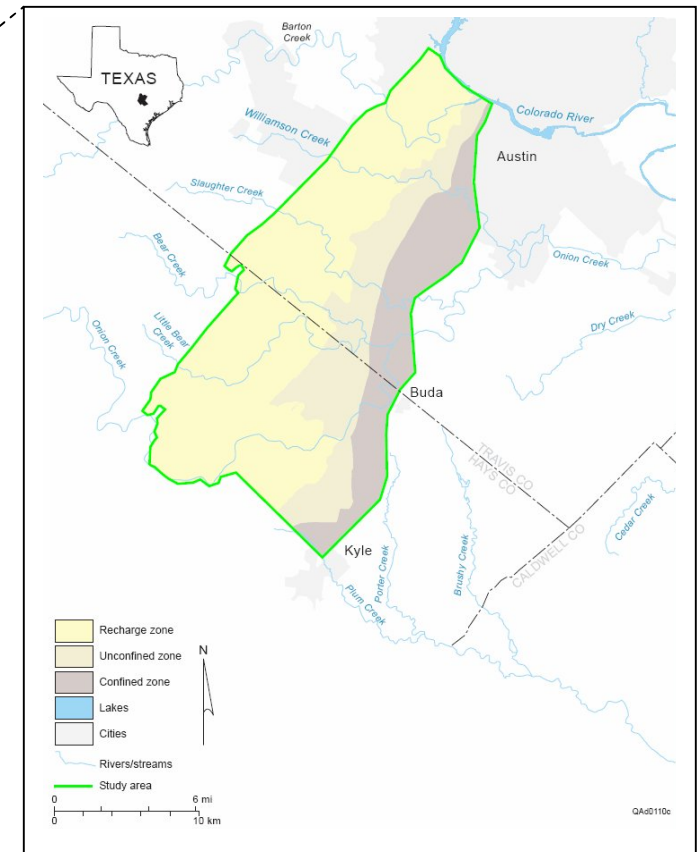 Barton
Creek
TEXAS
Colorado River
Williamson Creek
Austin
Slaughter Creek
Bear Creek
Onion Creek
Onion Creek
Little Bear
Creek
Dry Creek
Buda
TRAVIS CO
HAYS CO
Cedar Creek
CALDWELL CO
Kyle
Porter Creek
Brushy Creek
Plum Creek
Recharge zone
Unconfined zone
Confined zone
Lakes
Cities
Rivers/streams
Study area
N
0 6 mi
0 10 km
QAd0110c